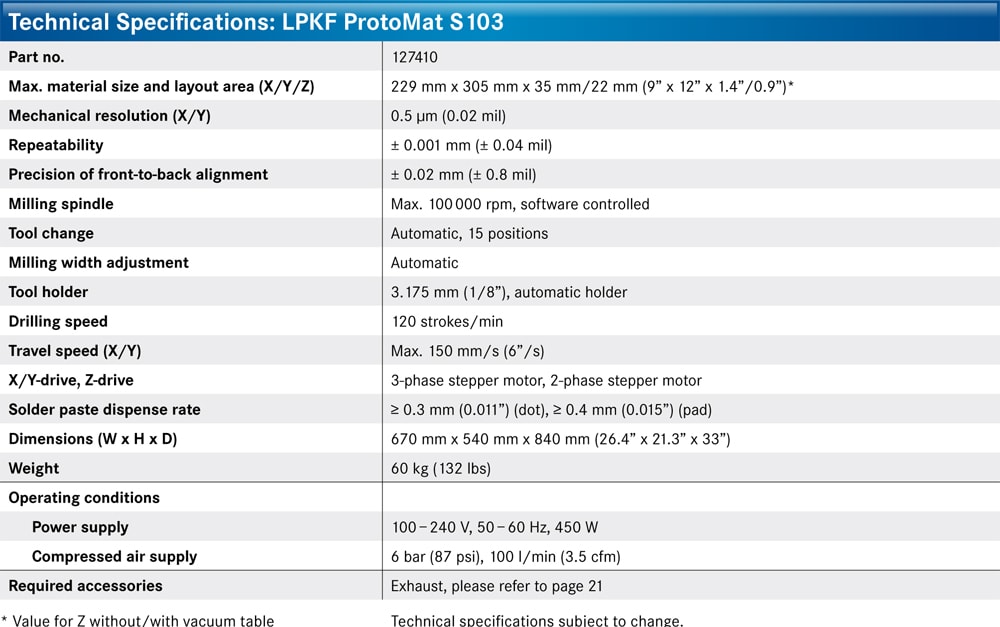 Technical Specifications: LPKF ProtoMat S103
Part no. 127410
Max. material size and layout area (X/Y/Z) 229 mm x 305 mm x 35 mm/22 mm (9” x 12” x 1.4”/0.9”)*
Mechanical resolution (X/Y) 0.5 µm (0.02 mil)
Repeatability ± 0.001 mm (± 0.04 mil)
Precision of front-to-back alignment ± 0.02 mm (± 0.8 mil)
Milling spindle Max. 100 000 rpm, software controlled
Tool change Automatic, 15 positions
Milling width adjustment Automatic
Tool holder 3.175 mm (1/8”), automatic holder
Drilling speed 120 strokes/min
Travel speed (X/Y) Max. 150 mm/s (6”/s)
X/Y-drive, Z-drive 3-phase stepper motor, 2-phase stepper motor
Solder paste dispense rate ≥ 0.3 mm (0.011”) (dot), ≥ 0.4 mm (0.015”) (pad)
Dimensions (W x H x D) 670 mm x 540 mm x 840 mm (26.4” x 21.3” x 33”)
Weight 60 kg (132 lbs)
Operating conditions
Power supply 100 – 240 V, 50 – 60 Hz, 450 W
Compressed air supply 6 bar (87 psi), 100 l/min (3.5 cfm)
Required accessories Exhaust, please refer to page 21
* Value for Z without/with vacuum table Technical specifications subject to change.